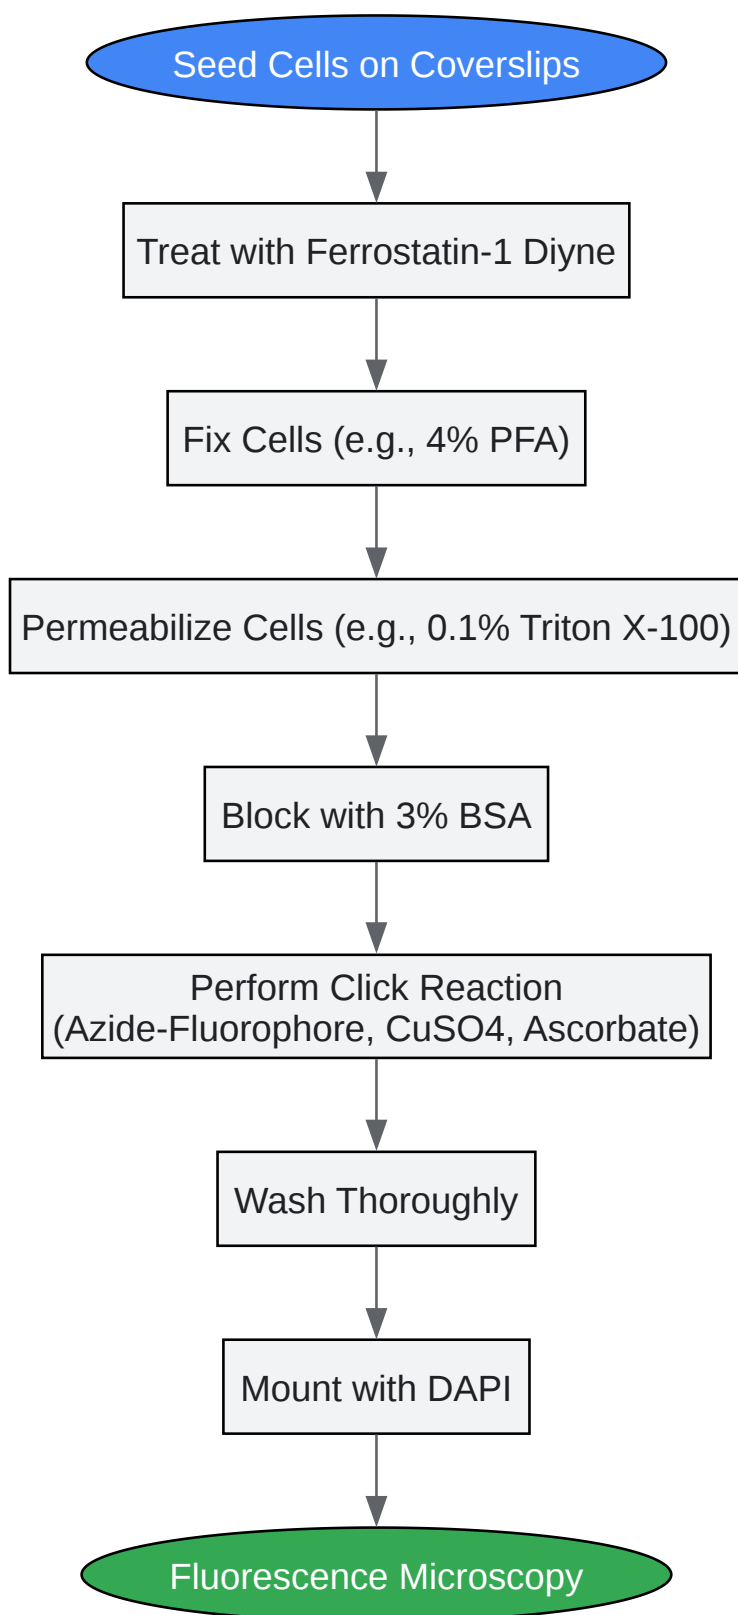 Seed Cells on Coverslips
Treat with Ferrostatin-1 Diyne
Fix Cells (e.g., 4% PFA)
Permeabilize Cells (e.g., 0.1% Triton X-100)
Block with 3% BSA
Perform Click Reaction
(Azide-Fluorophore, CuSO4, Ascorbate)
Wash Thoroughly
Mount with DAPI
Fluorescence Microscopy